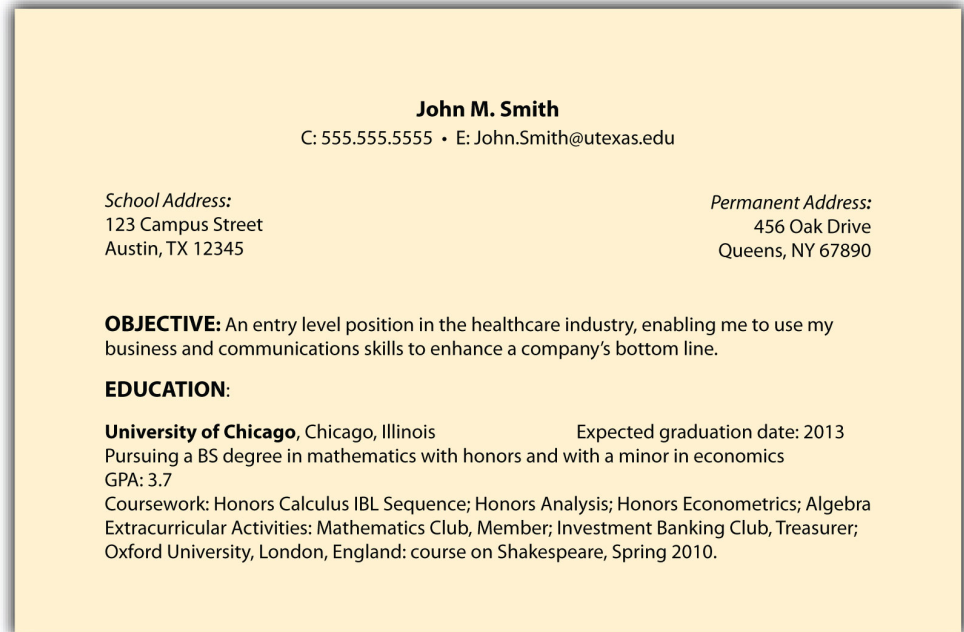 John M. Smith
C: 555.555.5555 • E: John.Smith@utexas.edu
School Address:
123 Campus Street
Austin, TX 12345
Permanent Address:
456 Oak Drive
Queens, NY 67890
OBJECTIVE: An entry level position in the healthcare industry, enabling me to use my
business and communications skills to enhance a company’s bottom line.
EDUCATION:
University of Chicago, Chicago, Illinois Expected graduation date: 2013
Pursuing a BS degree in mathematics with honors and with a minor in economics
GPA: 3.7
Coursework: Honors Calculus IBL Sequence; Honors Analysis; Honors Econometrics; Algebra
Extracurricular Activities: Mathematics Club, Member; Investment Banking Club, Treasurer;
Oxford University, London, England: course on Shakespeare, Spring 2010.